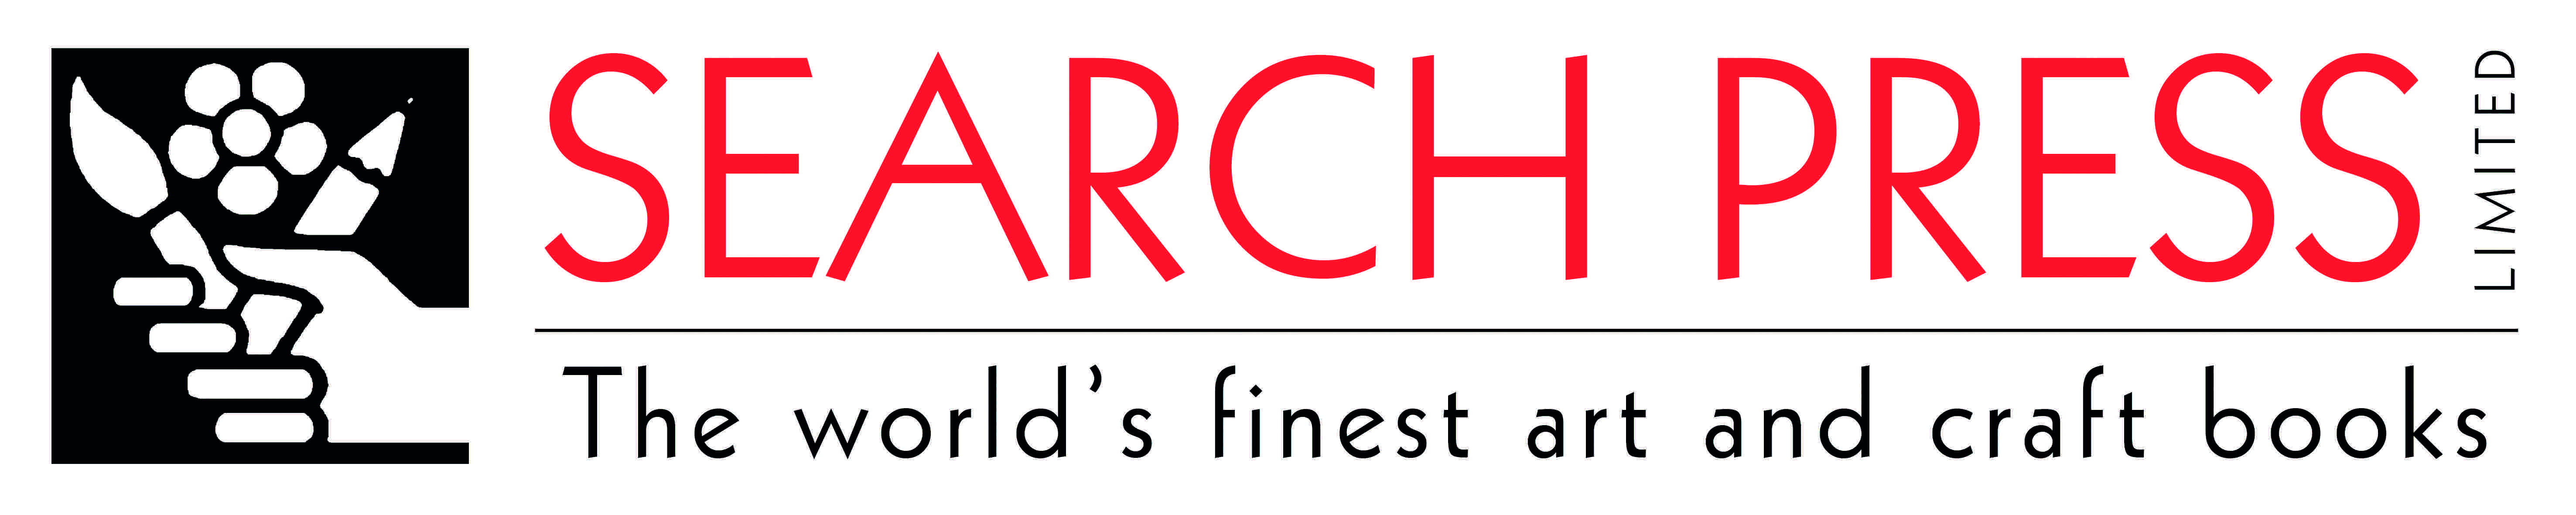 SEARCH PRESS
LIMITED
The world's finest art and craft books